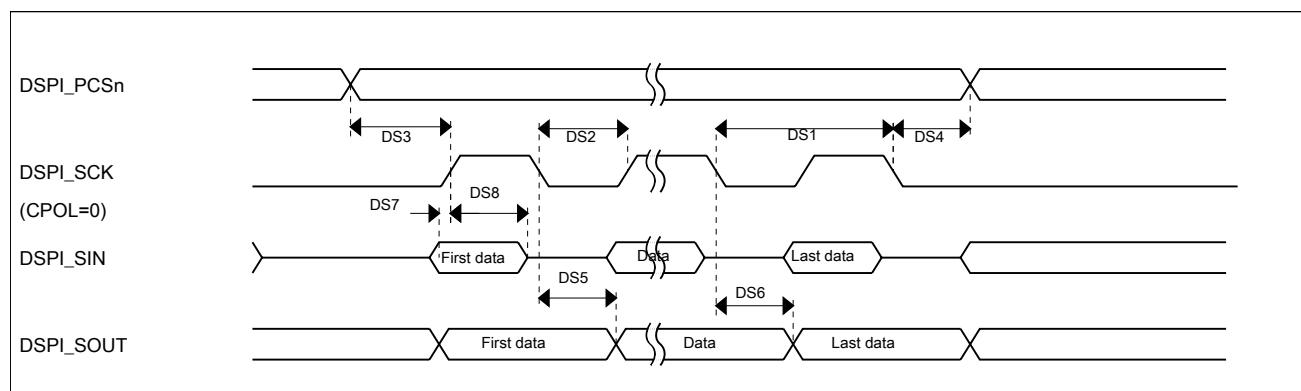 DSPI_PCSn
DS3
DS2
DS1
DS4
DSPI_SCK
(CPOL=0)
DS7
DS8
DSPI_SIN
First data
Data
Last data
DS5
DS6
DSPI_SOUT
First data
Data
Last data